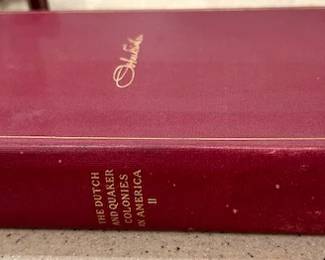 THE DUTCH
AND QUAKER
COLONIES
IN AMERICA
II